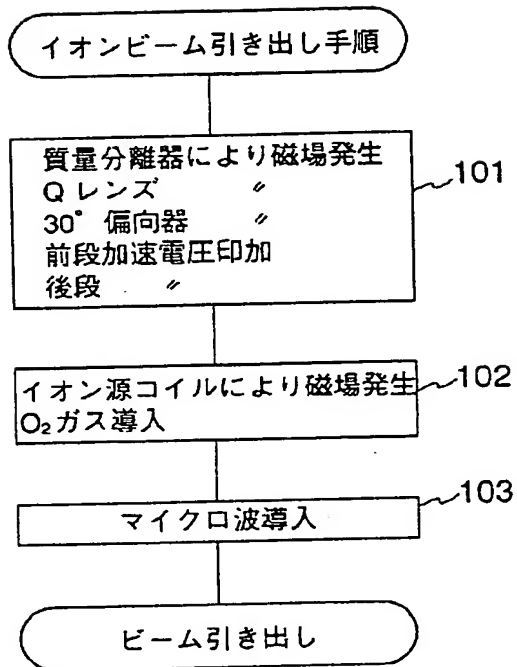 イオンビーム引き出し手順
質量分離器により磁場発生
Qレンズ 〃
30°偏向器 〃
前段加速電圧印加
後段 〃
101
イオン源コイルにより磁場発生
O₂ガス導入
102
103
マイクロ波導入
ビーム引き出し